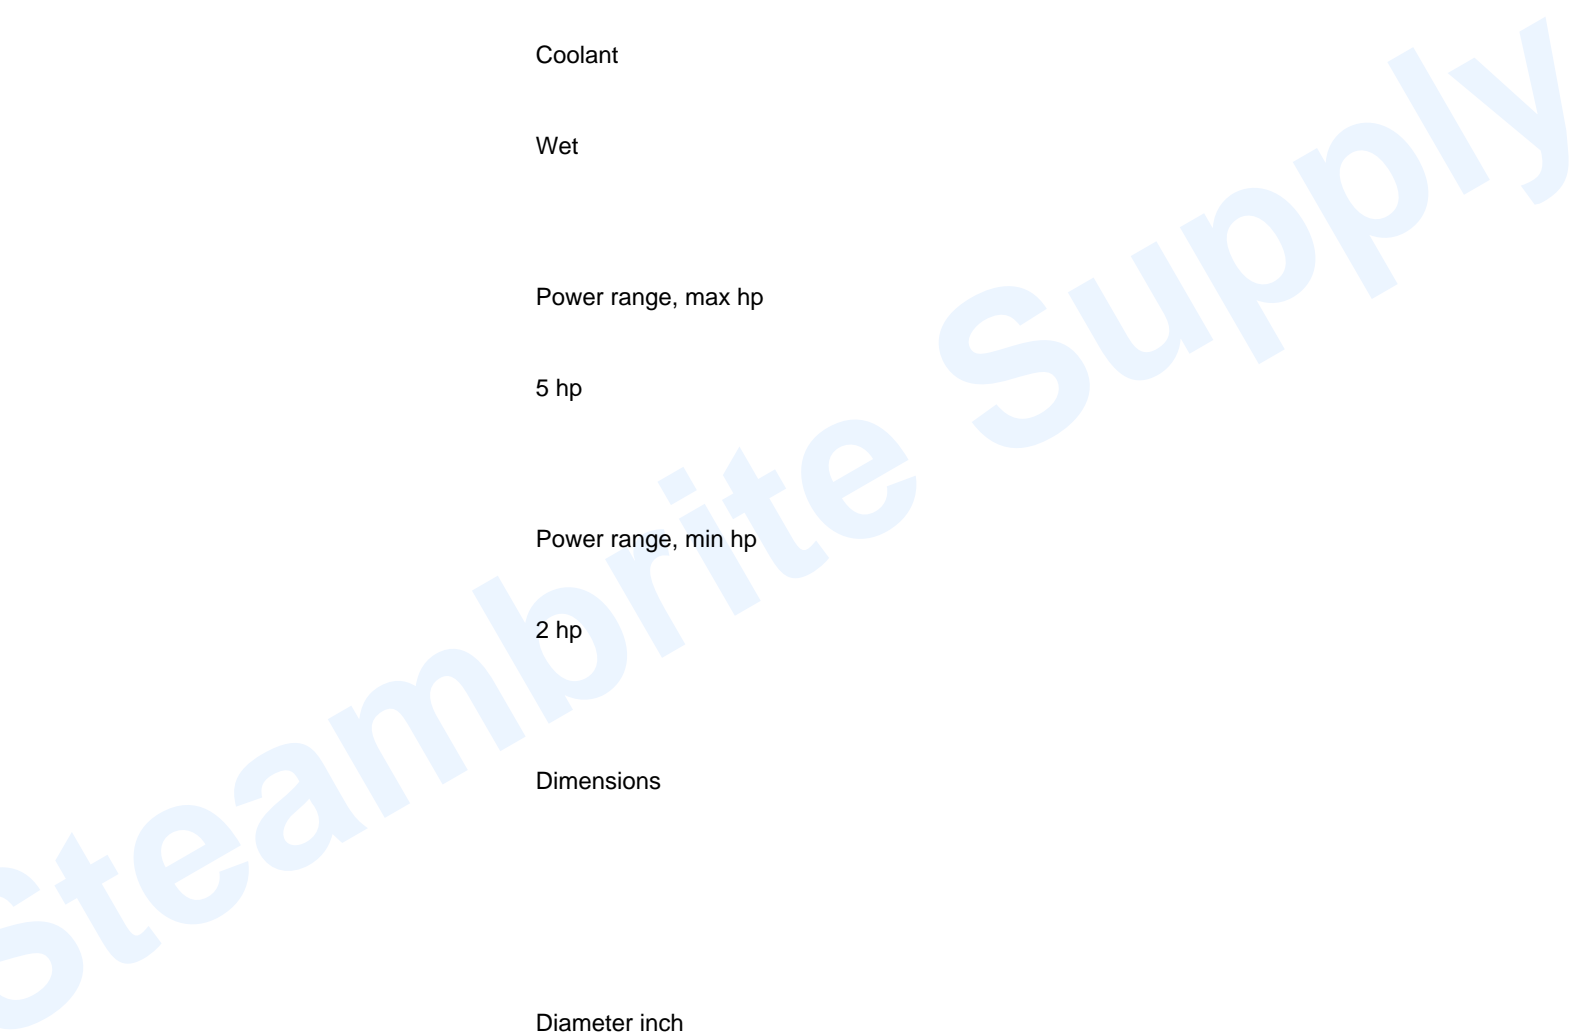 Coolant
Wet
Power range, max hp
5 hp
Power range, min hp
2 hp
Dimensions
Diameter inch
Steambrite Supply